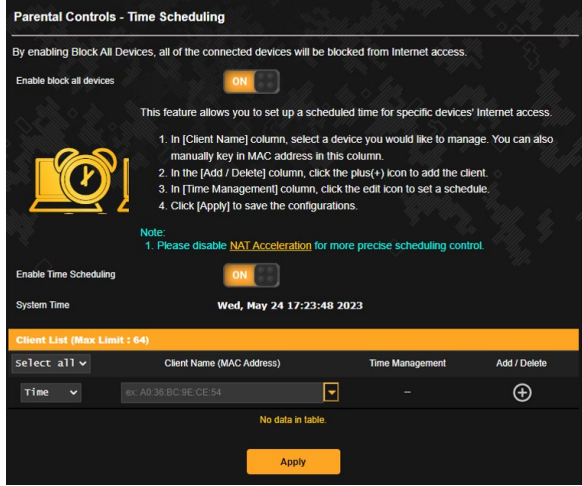 Parental Controls - Time Scheduling
By enabling Block All Devices, all of the connected devices will be blocked from Internet access.
Enable block all devices
ON
This feature allows you to set up a scheduled time for specific devices' Internet access.
1. In [Client Name] column, select a device you would like to manage. You can also
manually key in MAC address in this column.
2. In the [Add / Delete] column, click the plus(+) icon to add the client.
3. In [Time Management] column, click the edit icon to set a schedule.
4. Click [Apply] to save the configurations.
Note:
1. Please disable NAT Acceleration for more precise scheduling control.
Enable Time Scheduling
ON
System Time
Wed, May 24 17:23:48 2023
Client List (Max Limit : 64)
Select all Client Name (MAC Address) Time Management Add / Delete
Time ex: A0:36:BC:9E:CE:54 --
No data in table.
Apply